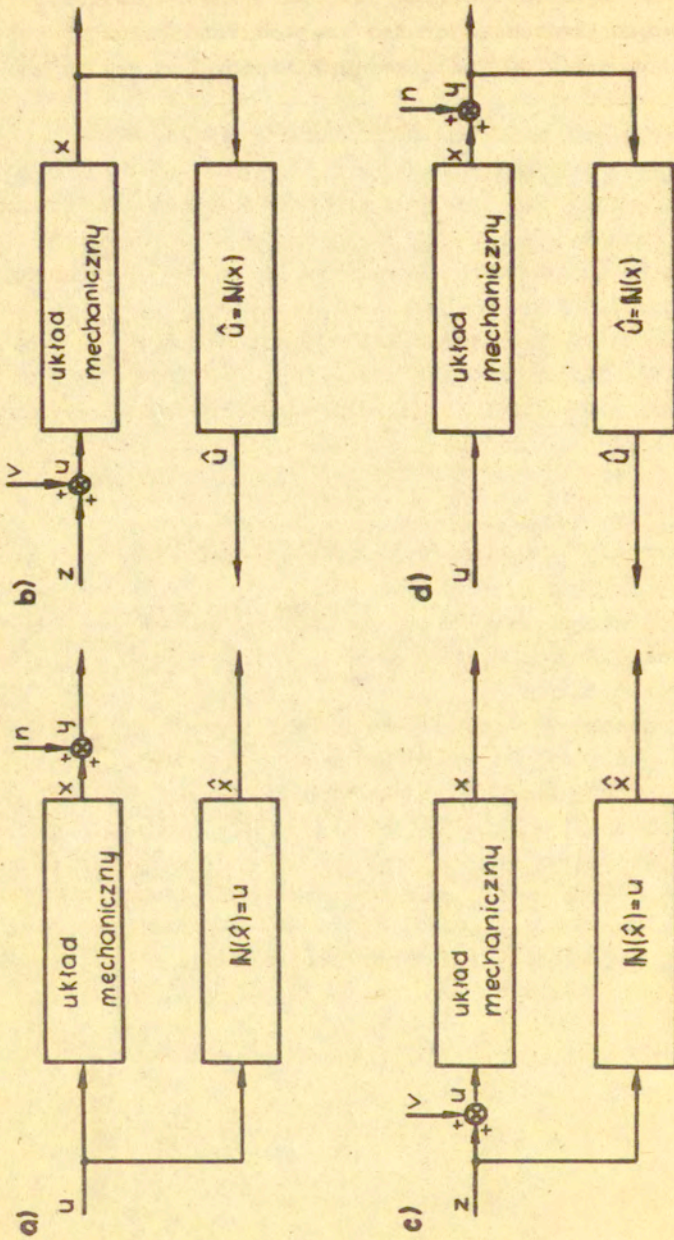 a)
u
układ
mechaniczny
x
n
+
+
y
N(x̂)=u
x̂
b)
z
v
+
+
u
układ
mechaniczny
x
û=N(x)
û
c)
z
v
+
+
u
układ
mechaniczny
x
N(x̂)=u
x̂
d)
u
układ
mechaniczny
x
n
+
+
y
û=N(x)
û